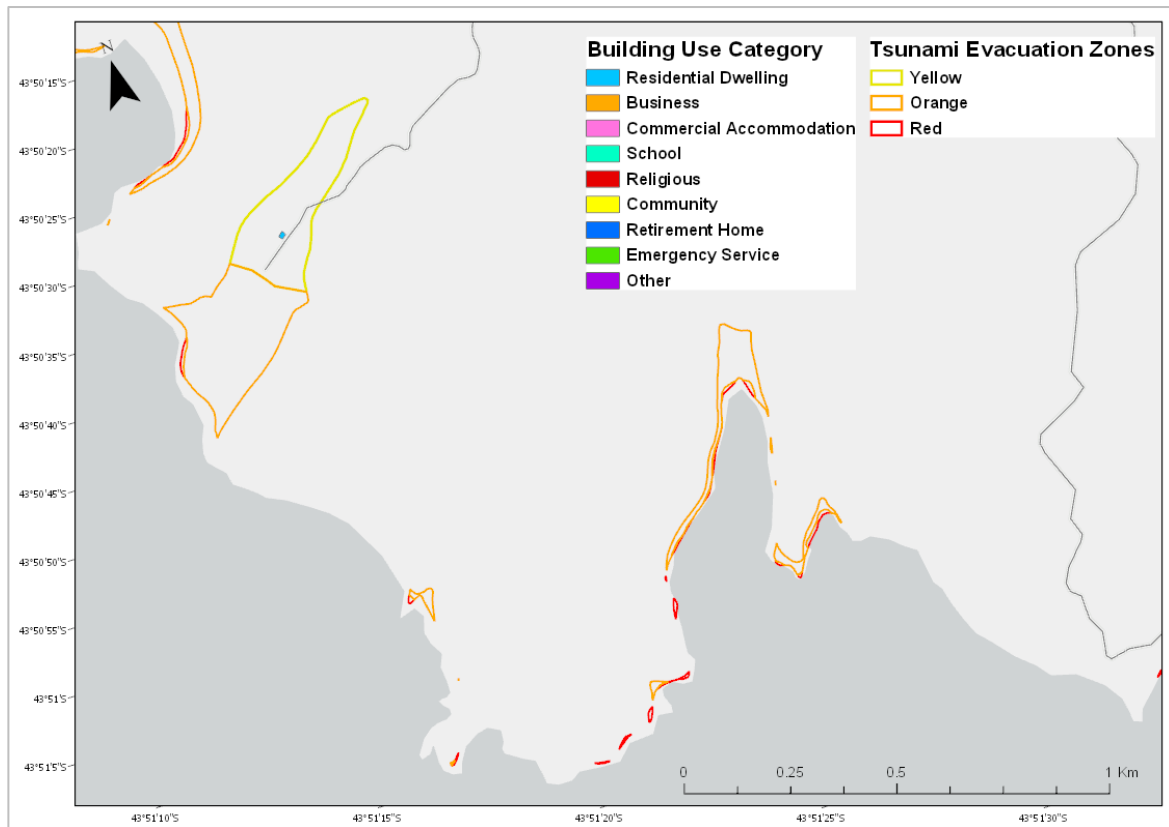 N
Building Use Category
Residential Dwelling
Business
Commercial Accommodation
School
Religious
Community
Retirement Home
Emergency Service
Other
Tsunami Evacuation Zones
Yellow
Orange
Red
43°50'15"S
43°50'20"S
43°50'25"S
43°50'30"S
43°50'35"S
43°50'40"S
43°50'45"S
43°50'50"S
43°50'55"S
43°51'S
43°51'5"S
0 0.25 0.5 1 Km
43°51'10"S 43°51'15"S 43°51'20"S 43°51'25"S 43°51'30"S